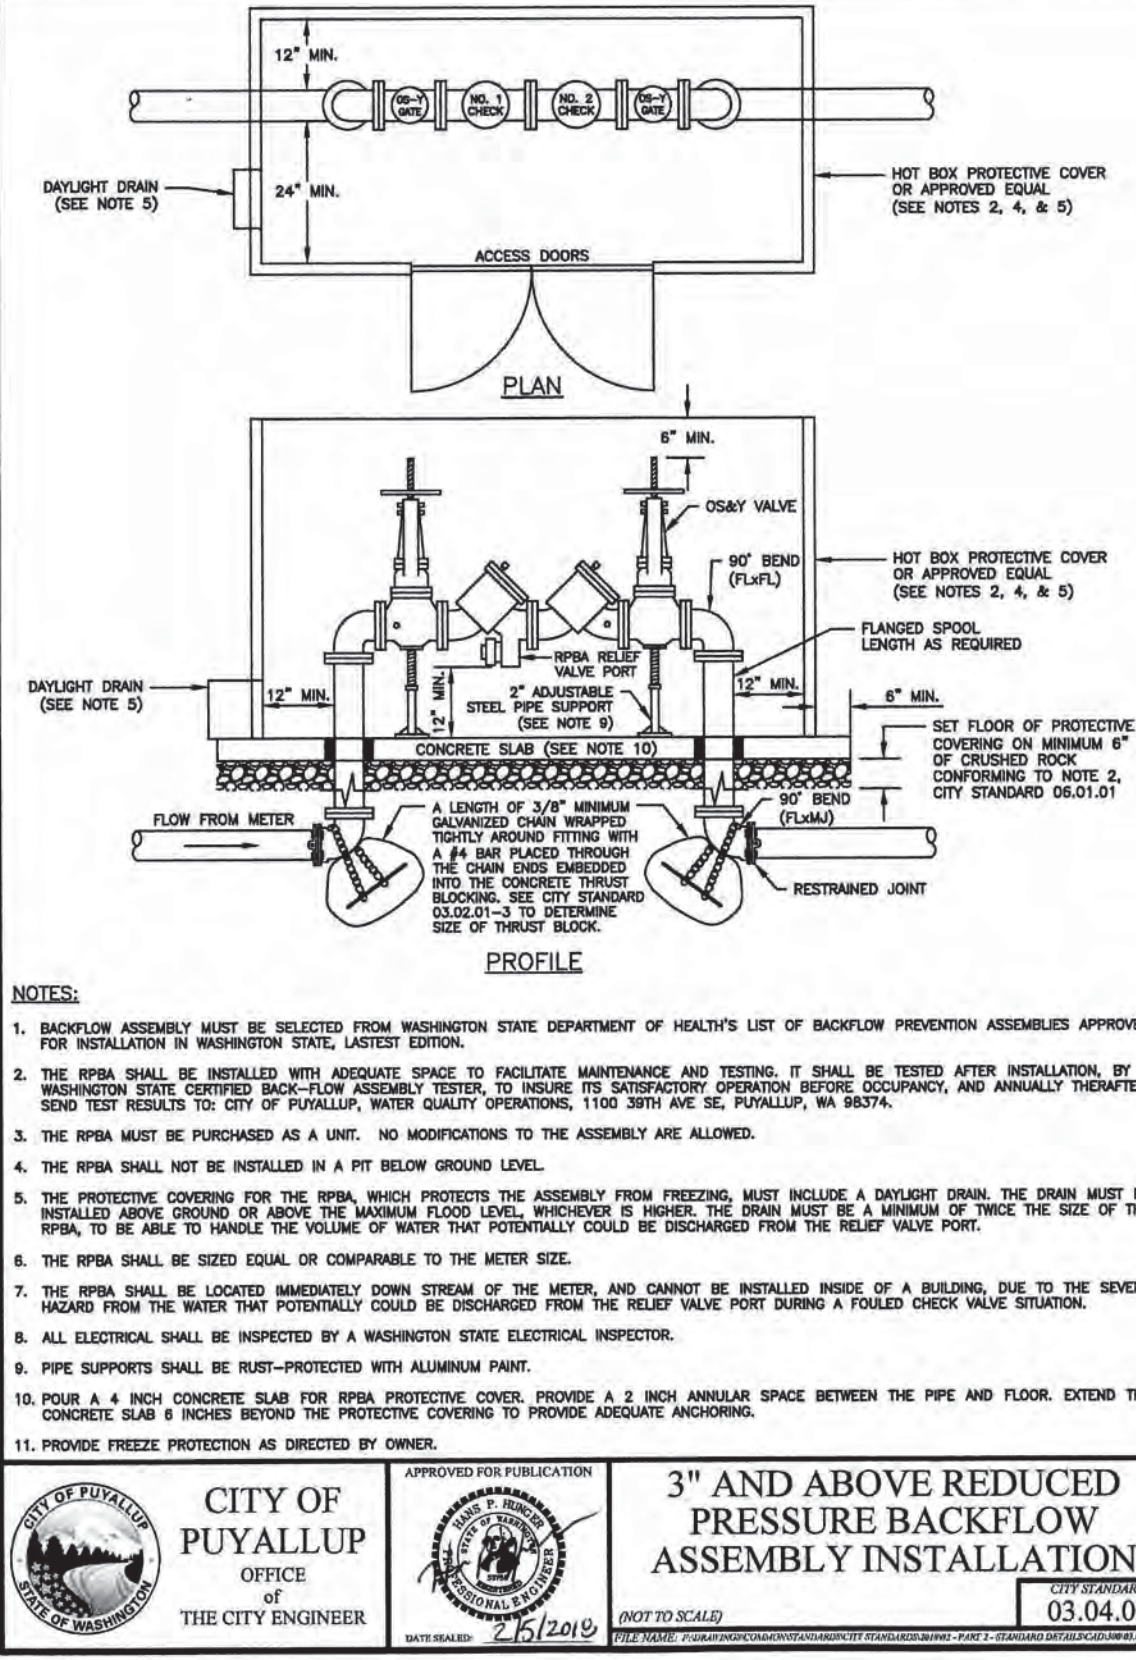 12" MIN.
OS-Y GATE
NO. 1 CHECK
NO. 2 CHECK
OS-Y GATE
DAYLIGHT DRAIN
(SEE NOTE 5)
24" MIN.
HOT BOX PROTECTIVE COVER
OR APPROVED EQUAL
(SEE NOTES 2, 4, & 5)
ACCESS DOORS
PLAN
6" MIN.
OS&Y VALVE
90° BEND
(FLxFL)
HOT BOX PROTECTIVE COVER
OR APPROVED EQUAL
(SEE NOTES 2, 4, & 5)
FLANGED SPOOL
LENGTH AS REQUIRED
RPBA RELIEF
VALVE PORT
DAYLIGHT DRAIN
(SEE NOTE 5)
12" MIN.
12" MIN.
2" ADJUSTABLE
STEEL PIPE SUPPORT
(SEE NOTE 9)
12" MIN.
6" MIN.
CONCRETE SLAB (SEE NOTE 10)
SET FLOOR OF PROTECTIVE
COVERING ON MINIMUM 6"
OF CRUSHED ROCK
CONFORMING TO NOTE 2,
CITY STANDARD 06.01.01
FLOW FROM METER
A LENGTH OF 3/8" MINIMUM
GALVANIZED CHAIN WRAPPED
TIGHTLY AROUND FITTING WITH
A #4 BAR PLACED THROUGH
THE CHAIN ENDS EMBEDDED
INTO THE CONCRETE THRUST
BLOCKING. SEE CITY STANDARD
03.02.01-3 TO DETERMINE
SIZE OF THRUST BLOCK.
90° BEND
(FLxMJ)
RESTRAINED JOINT
PROFILE
NOTES:
1. BACKFLOW ASSEMBLY MUST BE SELECTED FROM WASHINGTON STATE DEPARTMENT OF HEALTH'S LIST OF BACKFLOW PREVENTION ASSEMBLIES APPROVE
FOR INSTALLATION IN WASHINGTON STATE, LASTEST EDITION.
2. THE RPBA SHALL BE INSTALLED WITH ADEQUATE SPACE TO FACILITATE MAINTENANCE AND TESTING. IT SHALL BE TESTED AFTER INSTALLATION, BY
WASHINGTON STATE CERTIFIED BACK-FLOW ASSEMBLY TESTER, TO INSURE ITS SATISFACTORY OPERATION BEFORE OCCUPANCY, AND ANNUALLY THERAFTE
SEND TEST RESULTS TO: CITY OF PUYALLUP, WATER QUALITY OPERATIONS, 1100 39TH AVE SE, PUYALLUP, WA 98374.
3. THE RPBA MUST BE PURCHASED AS A UNIT. NO MODIFICATIONS TO THE ASSEMBLY ARE ALLOWED.
4. THE RPBA SHALL NOT BE INSTALLED IN A PIT BELOW GROUND LEVEL.
5. THE PROTECTIVE COVERING FOR THE RPBA, WHICH PROTECTS THE ASSEMBLY FROM FREEZING, MUST INCLUDE A DAYLIGHT DRAIN. THE DRAIN MUST
INSTALLED ABOVE GROUND OR ABOVE THE MAXIMUM FLOOD LEVEL, WHICHEVER IS HIGHER. THE DRAIN MUST BE A MINIMUM OF TWICE THE SIZE OF
RPBA, TO BE ABLE TO HANDLE THE VOLUME OF WATER THAT POTENTIALLY COULD BE DISCHARGED FROM THE RELIEF VALVE PORT.
6. THE RPBA SHALL BE SIZED EQUAL OR COMPARABLE TO THE METER SIZE.
7. THE RPBA SHALL BE LOCATED IMMEDIATELY DOWN STREAM OF THE METER, AND CANNOT BE INSTALLED INSIDE OF A BUILDING, DUE TO THE SEVER
HAZARD FROM THE WATER THAT POTENTIALLY COULD BE DISCHARGED FROM THE RELIEF VALVE PORT DURING A FOULED CHECK VALVE SITUATION.
8. ALL ELECTRICAL SHALL BE INSPECTED BY A WASHINGTON STATE ELECTRICAL INSPECTOR.
9. PIPE SUPPORTS SHALL BE RUST-PROTECTED WITH ALUMINUM PAINT.
10. POUR A 4 INCH CONCRETE SLAB FOR RPBA PROTECTIVE COVER. PROVIDE A 2 INCH ANNULAR SPACE BETWEEN THE PIPE AND FLOOR. EXTEND
CONCRETE SLAB 6 INCHES BEYOND THE PROTECTIVE COVERING TO PROVIDE ADEQUATE ANCHORING.
11. PROVIDE FREEZE PROTECTION AS DIRECTED BY OWNER.
CITY OF PUYALLUP
STATE OF WASHINGTON
CITY OF
PUYALLUP
OFFICE
of
THE CITY ENGINEER
APPROVED FOR PUBLICATION
HANS P. HUNGER
STATE OF WASHINGTON
REGISTERED
PROFESSIONAL ENGINEER
DATE SEALED: 2/5/2018
3" AND ABOVE REDUCED
PRESSURE BACKFLOW
ASSEMBLY INSTALLATION
(NOT TO SCALE)
CITY STANDAR
03.04.0
FILE NAME: